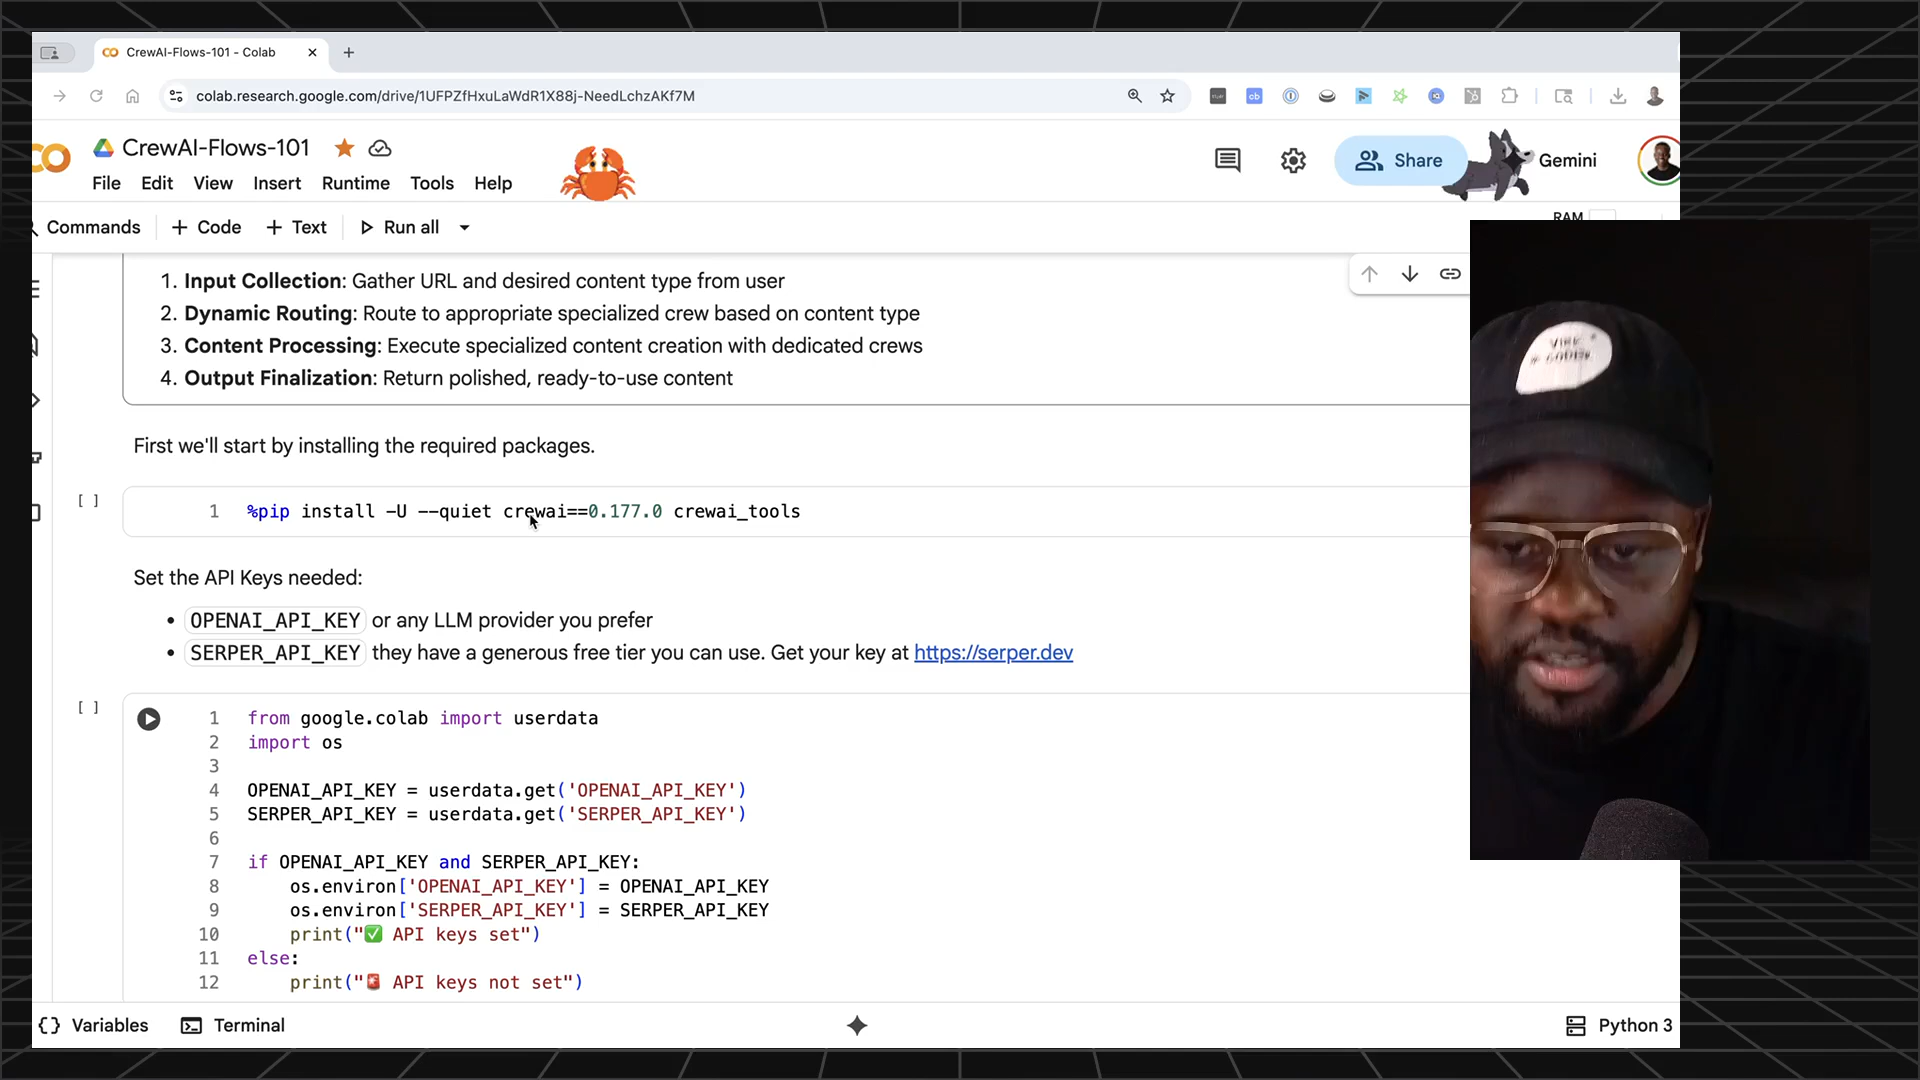 CrewAI-Flows-101 - Colab
colab.research.google.com/drive/1UFPZfHxuLaWdR1X88j-NeedLchzAKf7M
CrewAI-Flows-101
Share
Gemini
File Edit View Insert Runtime Tools Help
Commands + Code + Text Run all
RAM
1. Input Collection: Gather URL and desired content type from user
2. Dynamic Routing: Route to appropriate specialized crew based on content type
3. Content Processing: Execute specialized content creation with dedicated crews
4. Output Finalization: Return polished, ready-to-use content
First we'll start by installing the required packages.
[ ]
1 %pip install -U --quiet crewai==0.177.0 crewai_tools
Set the API Keys needed:
• OPENAI_API_KEY or any LLM provider you prefer
• SERPER_API_KEY they have a generous free tier you can use. Get your key at https://serper.dev
[ ]
1 from google.colab import userdata
2 import os
3
4 OPENAI_API_KEY = userdata.get('OPENAI_API_KEY')
5 SERPER_API_KEY = userdata.get('SERPER_API_KEY')
6
7 if OPENAI_API_KEY and SERPER_API_KEY:
8     os.environ['OPENAI_API_KEY'] = OPENAI_API_KEY
9     os.environ['SERPER_API_KEY'] = SERPER_API_KEY
10     print("✅ API keys set")
11 else:
12     print("🚨 API keys not set")
{} Variables Terminal
Python 3